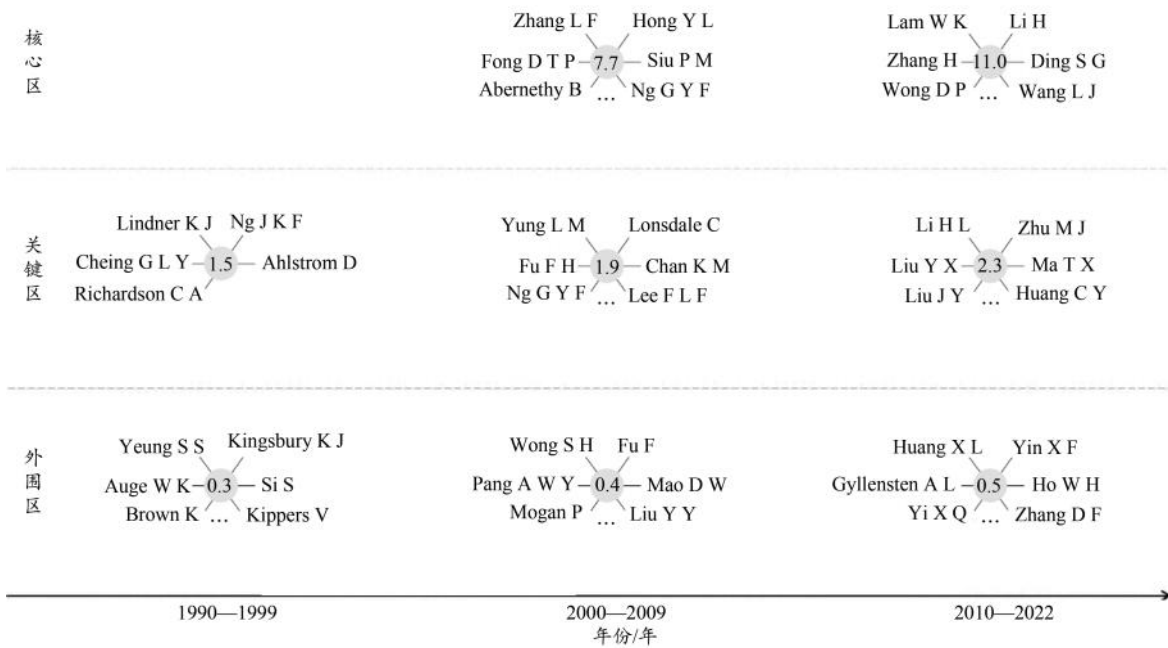 核心区
Zhang L F Hong Y L
Fong D T P 7.7 Siu P M
Abernethy B ... Ng G Y F
Lam W K Li H
Zhang H 11.0 Ding S G
Wong D P ... Wang L J
关键区
Lindner K J Ng J K F
Cheing G L Y 1.5 Ahlstrom D
Richardson C A
Yung L M Lonsdale C
Fu F H 1.9 Chan K M
Ng G Y F ... Lee F L F
Li H L Zhu M J
Liu Y X 2.3 Ma T X
Liu J Y ... Huang C Y
外围区
Yeung S S Kingsbury K J
Auge W K 0.3 Si S
Brown K ... Kippers V
Wong S H Fu F
Pang A W Y 0.4 Mao D W
Mogan P ... Liu Y Y
Huang X L Yin X F
Gyllensten A L 0.5 Ho W H
Yi X Q ... Zhang D F
1990—1999 2000—2009 2010—2022
年份/年